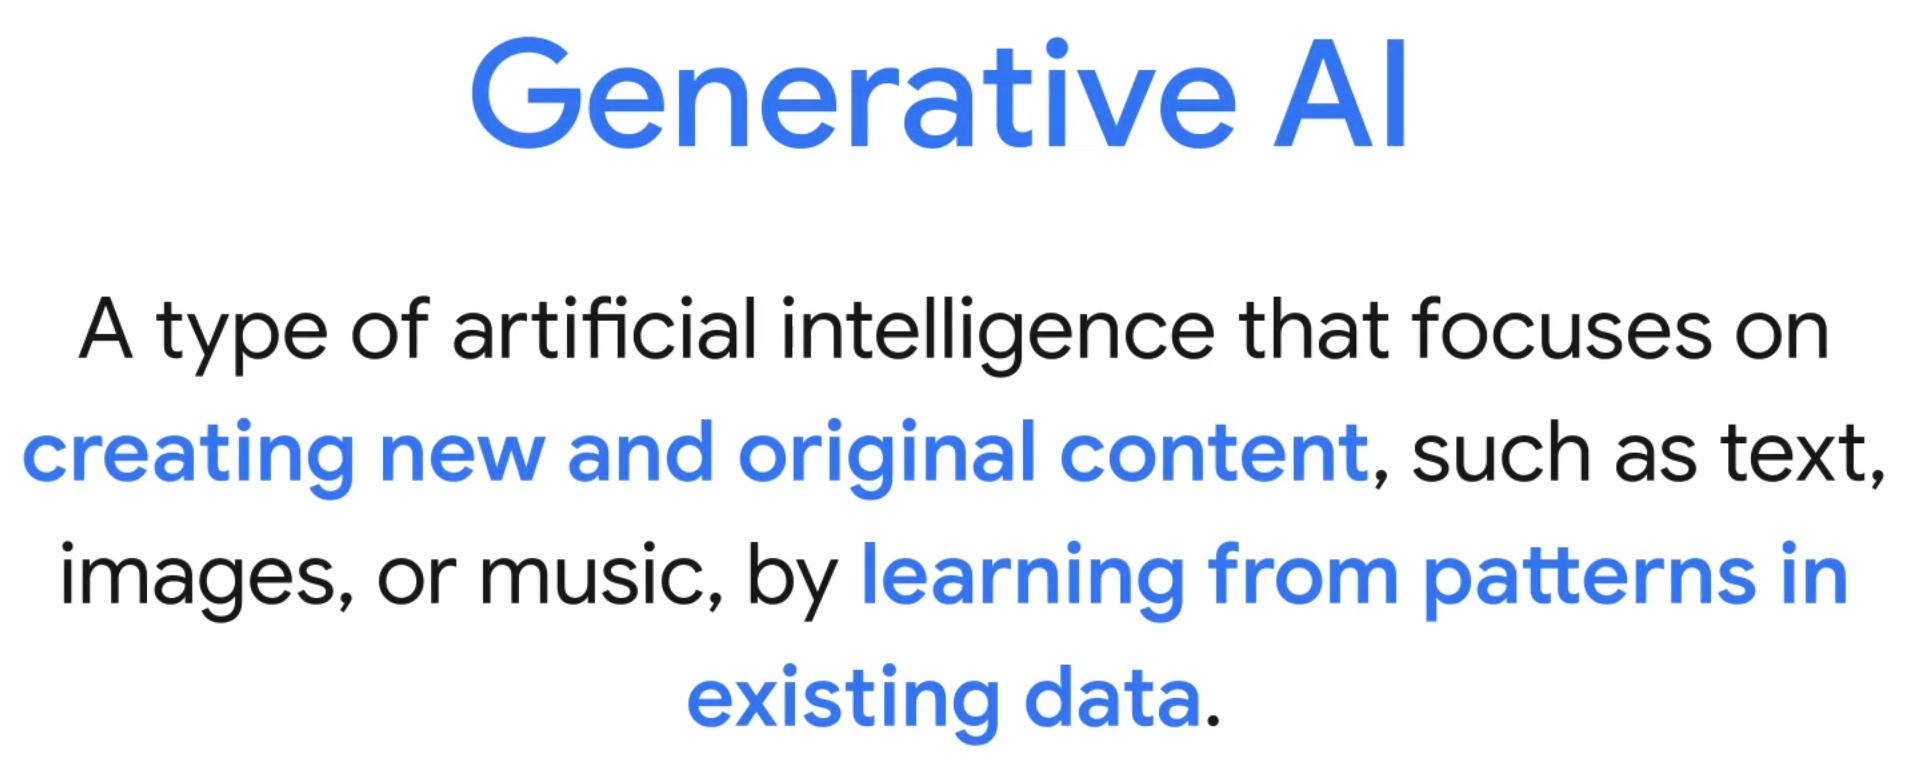 Generative AI
A type of artificial intelligence that focuses on
creating new and original content, such as text,
images, or music, by learning from patterns in
existing data.